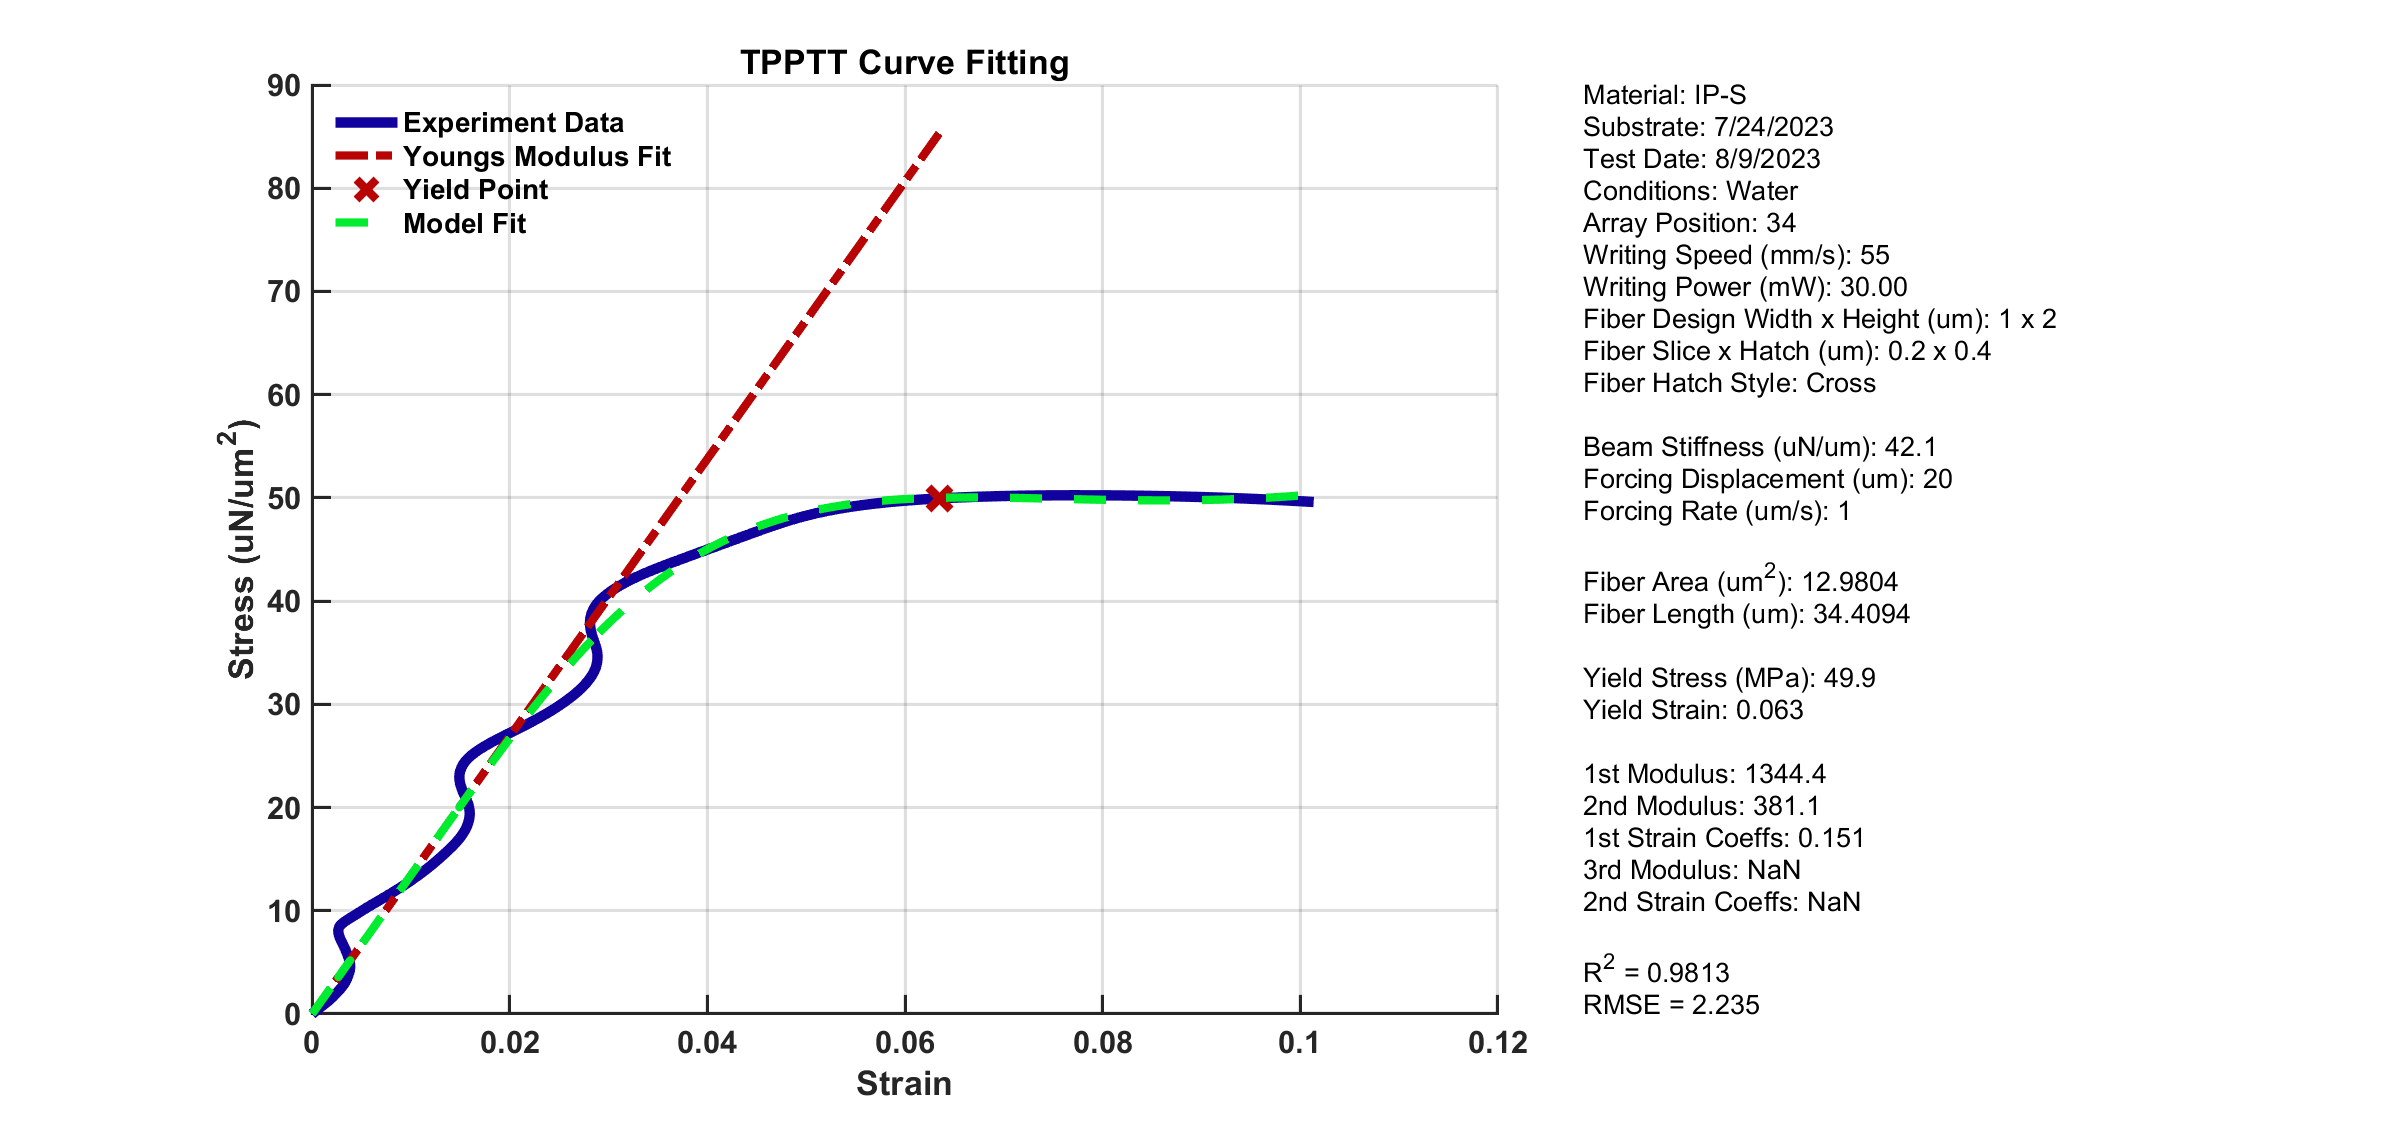 TPPTT Curve Fitting
90
80
70
60
50
40
30
20
10
0
Stress (uN/um²)
Experiment Data
Youngs Modulus Fit
Yield Point
Model Fit
0 0.02 0.04 0.06 0.08 0.1 0.12
Strain
Material: IP-S
Substrate: 7/24/2023
Test Date: 8/9/2023
Conditions: Water
Array Position: 34
Writing Speed (mm/s): 55
Writing Power (mW): 30.00
Fiber Design Width x Height (um): 1 x 2
Fiber Slice x Hatch (um): 0.2 x 0.4
Fiber Hatch Style: Cross
Beam Stiffness (uN/um): 42.1
Forcing Displacement (um): 20
Forcing Rate (um/s): 1
Fiber Area (um²): 12.9804
Fiber Length (um): 34.4094
Yield Stress (MPa): 49.9
Yield Strain: 0.063
1st Modulus: 1344.4
2nd Modulus: 381.1
1st Strain Coeffs: 0.151
3rd Modulus: NaN
2nd Strain Coeffs: NaN
R² = 0.9813
RMSE = 2.235